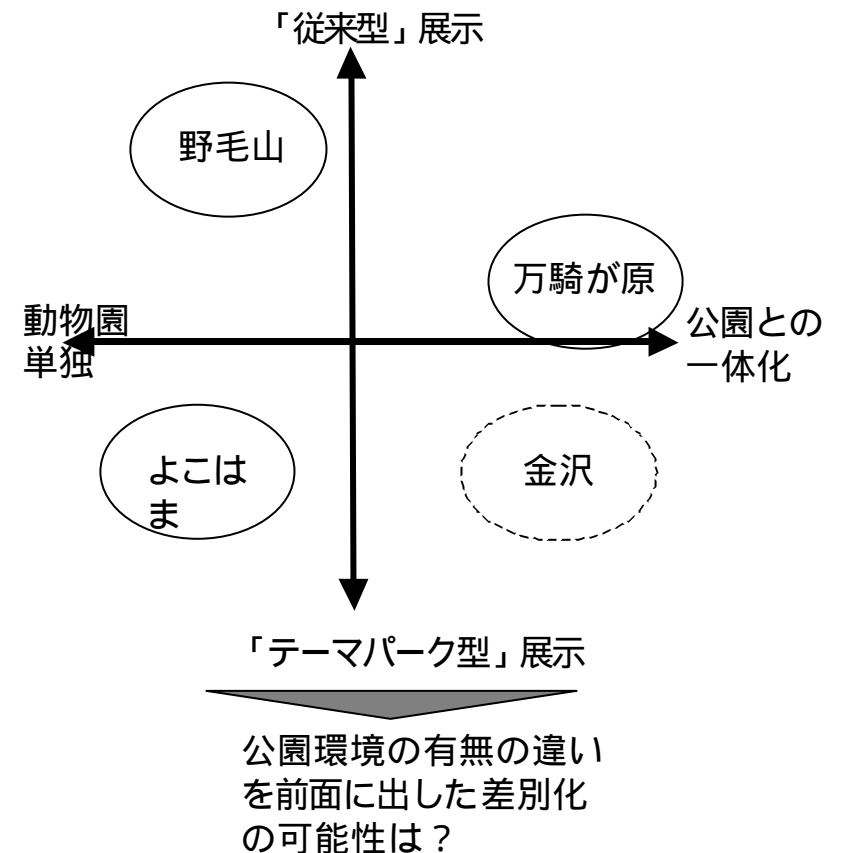 「従来型」展示
野毛山
万騎が原
動物園
単独
公園との
一体化
よこは
ま
金沢
「テーマパーク型」展示
公園環境の有無の違い
を前面に出した差別化
の可能性は?